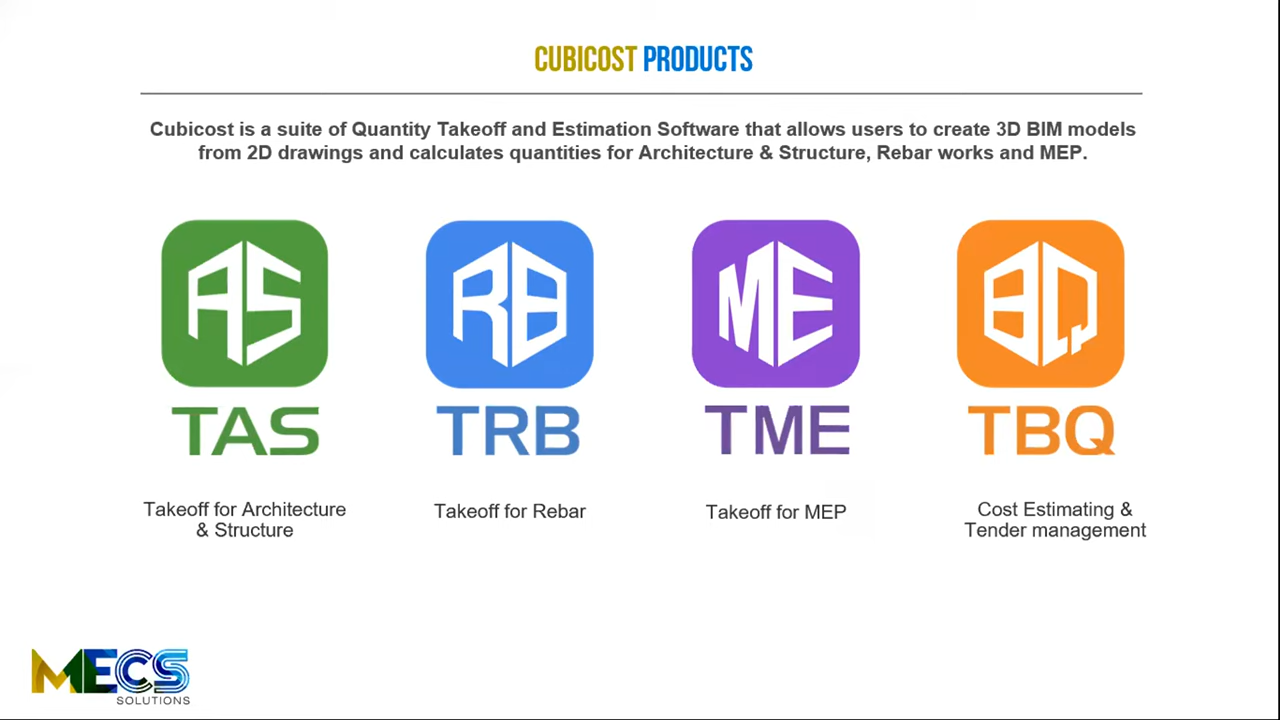 CUBICOST PRODUCTS
Cubicost is a suite of Quantity Takeoff and Estimation Software that allows users to create 3D BIM models
from 2D drawings and calculates quantities for Architecture & Structure, Rebar works and MEP.
AS
RB
ME
BQ
TAS
TRB
TME
TBQ
Takeoff for Architecture
& Structure
Takeoff for Rebar
Takeoff for MEP
Cost Estimating &
Tender management
MECS
SOLUTIONS